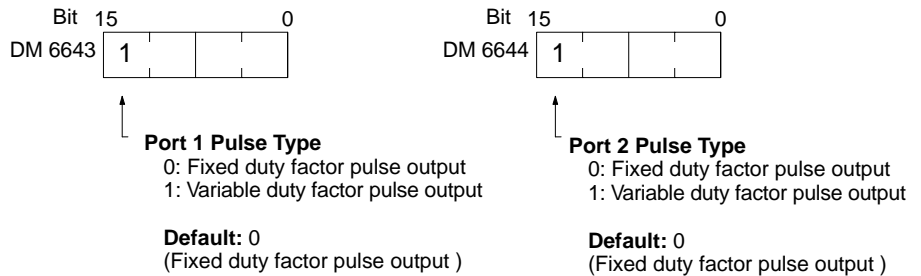 Bit 15 0
DM 6643 1
Port 1 Pulse Type
0: Fixed duty factor pulse output
1: Variable duty factor pulse output
Default: 0
(Fixed duty factor pulse output )
Bit 15 0
DM 6644 1
Port 2 Pulse Type
0: Fixed duty factor pulse output
1: Variable duty factor pulse output
Default: 0
(Fixed duty factor pulse output )